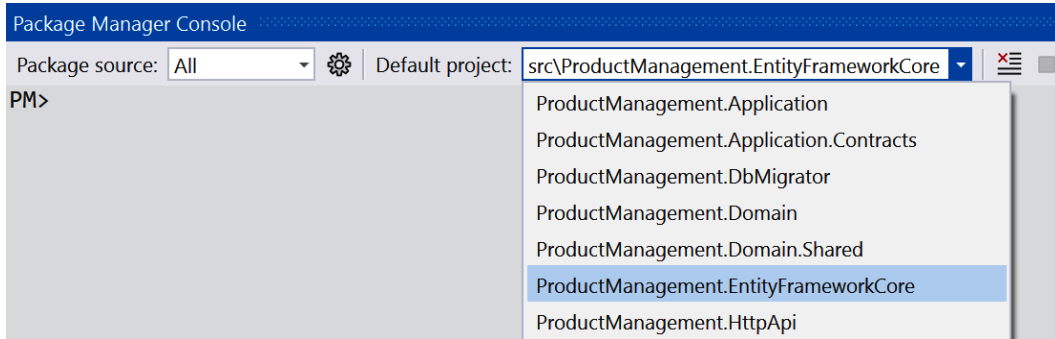 Package Manager Console
Package source: All Default project: src\ProductManagement.EntityFrameworkCore
PM>
ProductManagement.Application
ProductManagement.Application.Contracts
ProductManagement.DbMigrator
ProductManagement.Domain
ProductManagement.Domain.Shared
ProductManagement.EntityFrameworkCore
ProductManagement.HttpApi